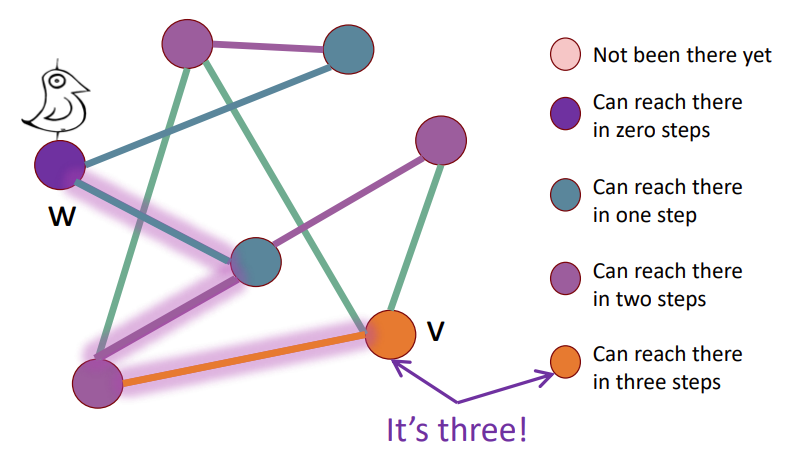 Not been there yet
Can reach there
in zero steps
w
Can reach there
in one step
Can reach there
in two steps
v
Can reach there
in three steps
It's three!